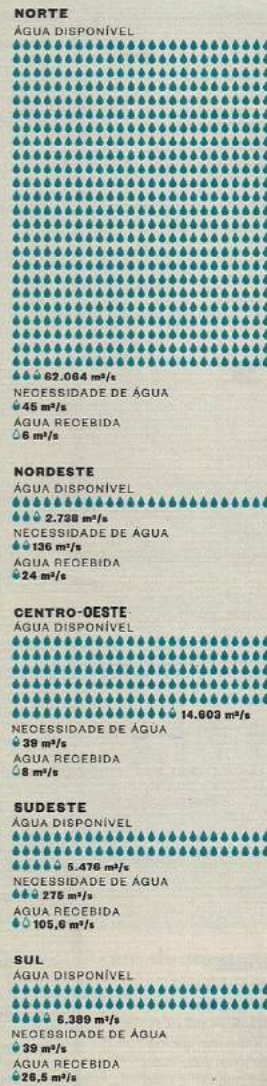 NORTE
ÁGUA DISPONÍVEL
62.064 m³/s
NECESSIDADE DE ÁGUA
45 m³/s
ÁGUA RECEBIDA
6 m³/s
NORDESTE
ÁGUA DISPONÍVEL
2.738 m³/s
NECESSIDADE DE ÁGUA
136 m³/s
ÁGUA RECEBIDA
24 m³/s
CENTRO-OESTE
ÁGUA DISPONÍVEL
14.603 m³/s
NECESSIDADE DE ÁGUA
39 m³/s
ÁGUA RECEBIDA
8 m³/s
SUDESTE
ÁGUA DISPONÍVEL
5.476 m³/s
NECESSIDADE DE ÁGUA
275 m³/s
ÁGUA RECEBIDA
105,6 m³/s
SUL
ÁGUA DISPONÍVEL
6.389 m³/s
NECESSIDADE DE ÁGUA
39 m³/s
ÁGUA RECEBIDA
26,5 m³/s